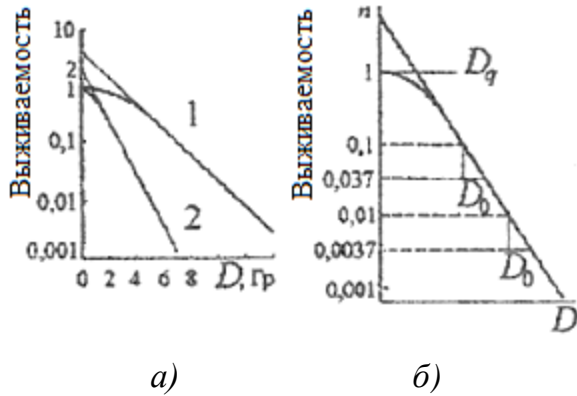 Выживаемость
10
2
1
0,1
0,01
0,001
1
2
0 2 4 6 8 D, Гр
а)
Выживаемость
n
1
0,1
0,037
0,01
0,0037
0,001
D_q
D_0
D_0
D
б)